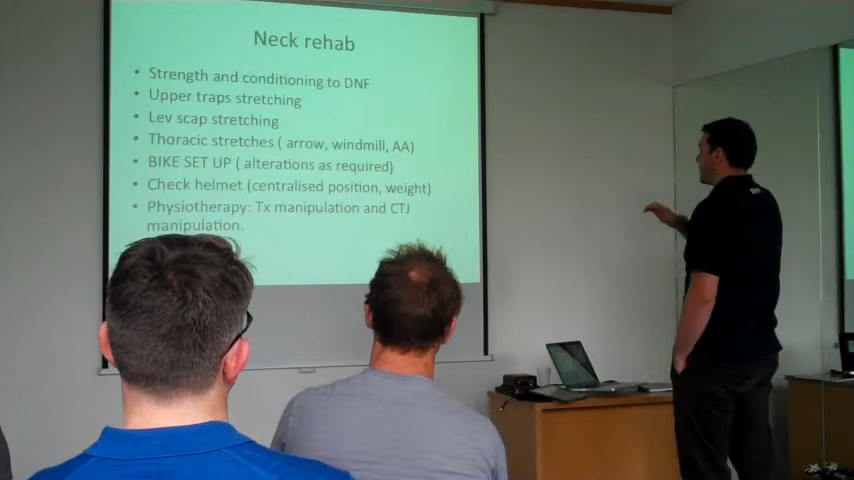 Neck rehab
• Strength and conditioning to DNF
• Upper traps stretching
• Lev scap stretching
• Thoracic stretches ( arrow, windmill, AA)
• BIKE SET UP ( alterations as required)
• Check helmet (centralised position, weight)
• Physiotherapy: Tx manipulation and CTJ
manipulation.